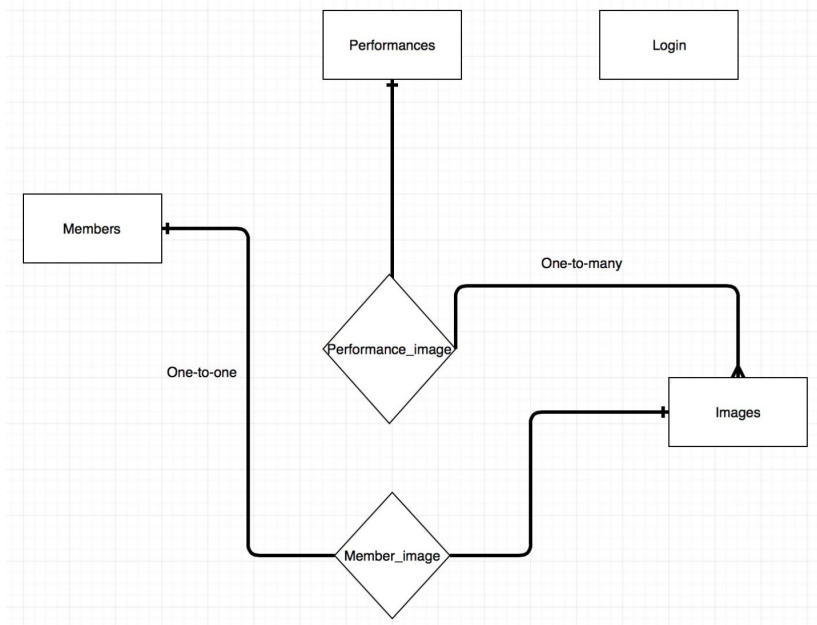 Performances
Login
Members
One-to-many
Performance_image
One-to-one
Images
Member_image